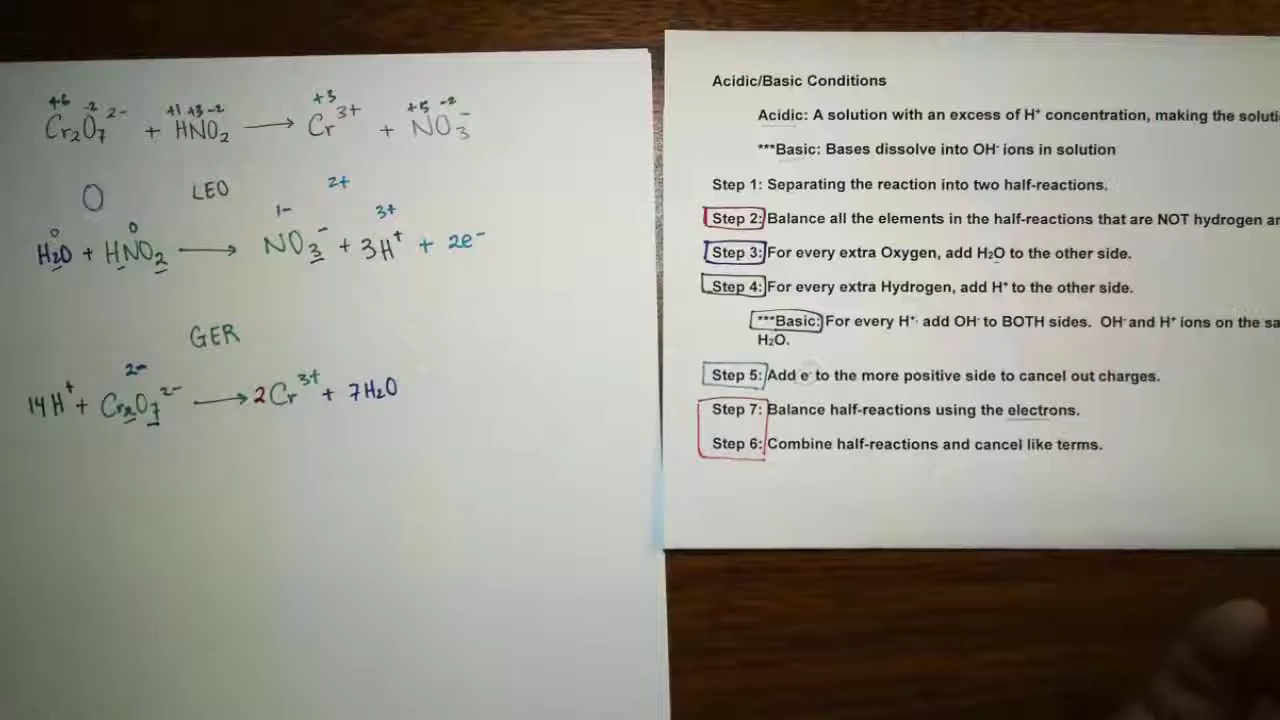 +6 -2 +1 +3 -2 +3 +5 -2
Cr₂O₇²⁻ + HNO₂ → Cr³⁺ + NO₃⁻
O LEO 2+
0 0 1- 3+
H₂O + HNO₂ → NO₃⁻ + 3H⁺ + 2e⁻
GER
2-
14H⁺ + Cr₂O₇²⁻ → 2Cr³⁺ + 7H₂O
Acidic/Basic Conditions
Acidic: A solution with an excess of H⁺ concentration, making the soluti
***Basic: Bases dissolve into OH⁻ ions in solution
Step 1: Separating the reaction into two half-reactions.
Step 2: Balance all the elements in the half-reactions that are NOT hydrogen
Step 3: For every extra Oxygen, add H₂O to the other side.
Step 4: For every extra Hydrogen, add H⁺ to the other side.
***Basic: For every H⁺, add OH⁻ to BOTH sides. OH⁻ and H⁺ ions on the sa
H₂O.
Step 5: Add e⁻ to the more positive side to cancel out charges.
Step 7: Balance half-reactions using the electrons.
Step 6: Combine half-reactions and cancel like terms.